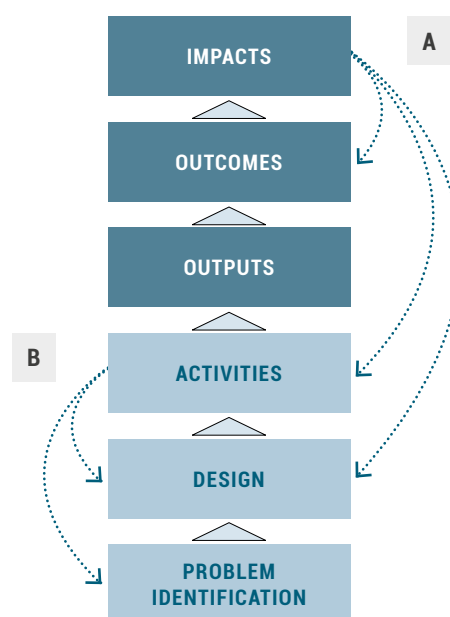 A
IMPACTS
OUTCOMES
OUTPUTS
B
ACTIVITIES
DESIGN
PROBLEM
IDENTIFICATION